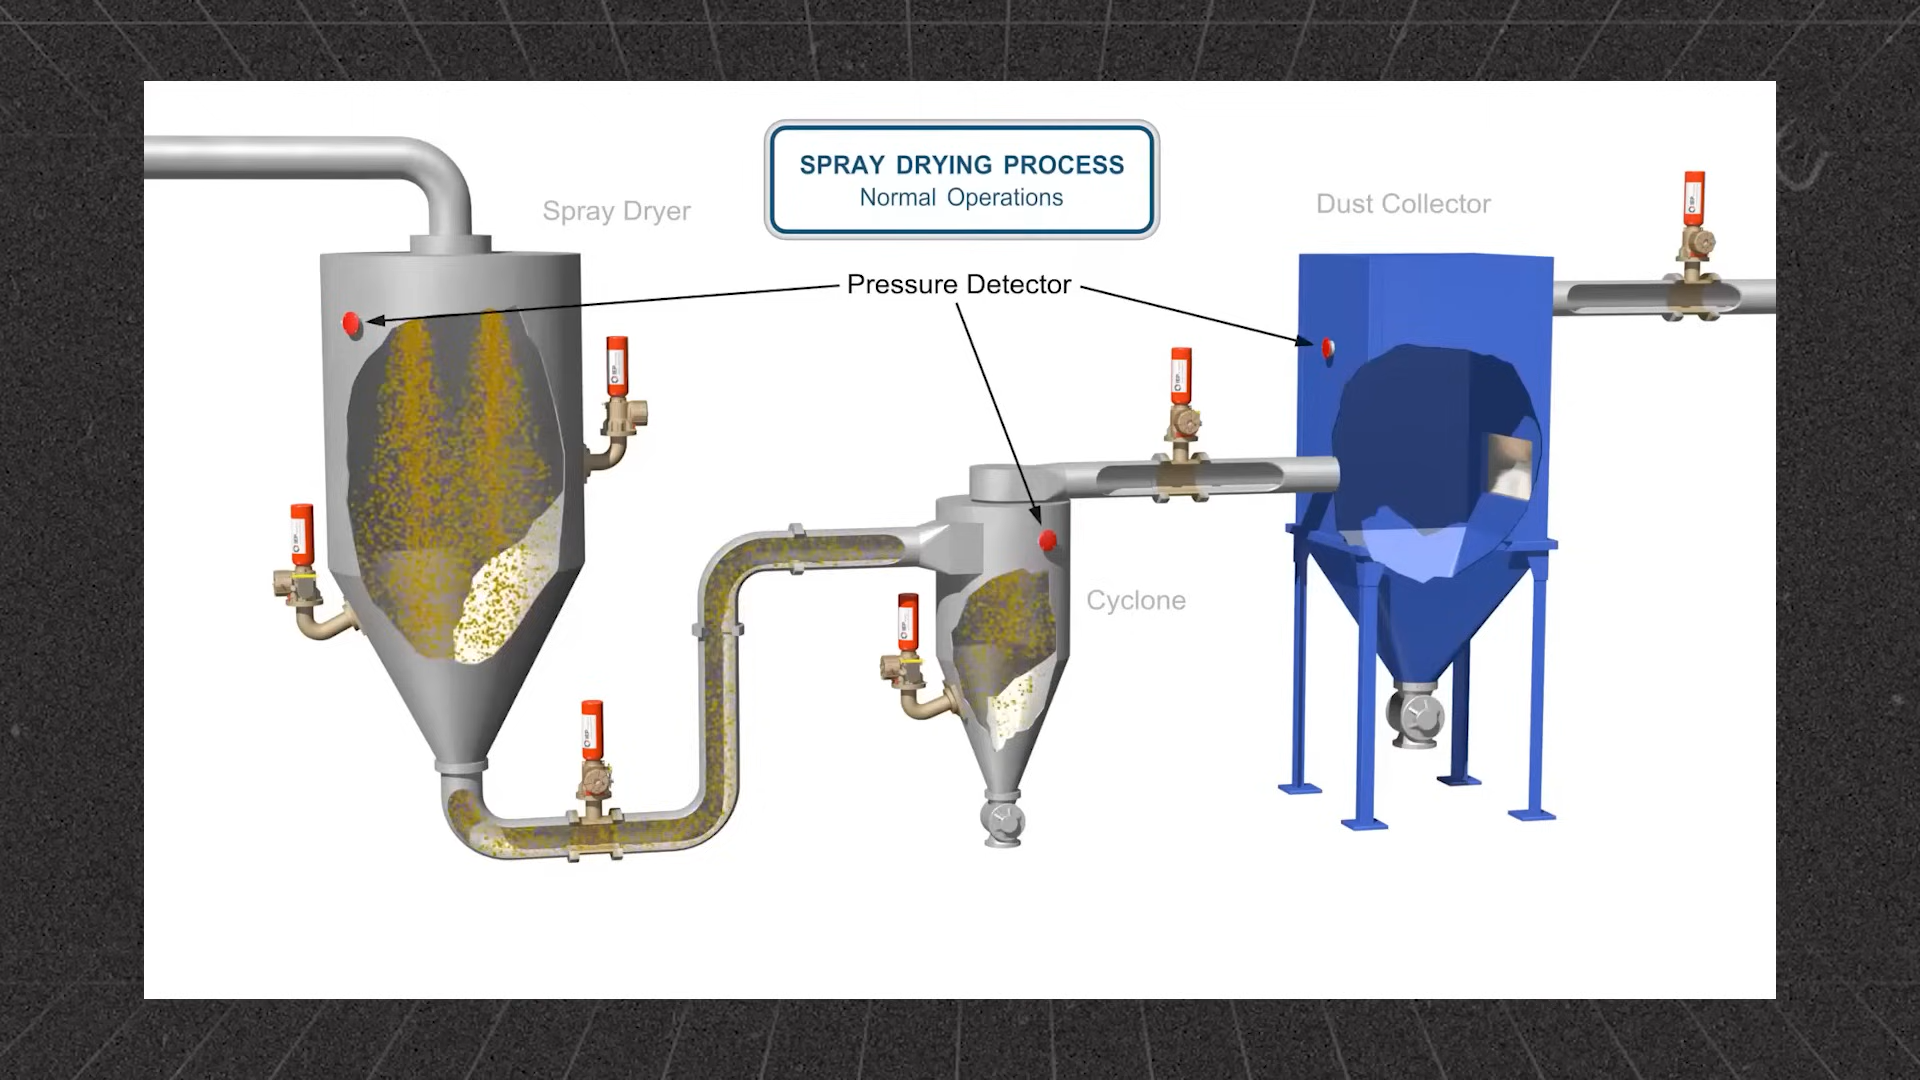 SPRAY DRYING PROCESS
Normal Operations
Spray Dryer
Dust Collector
Pressure Detector
Cyclone